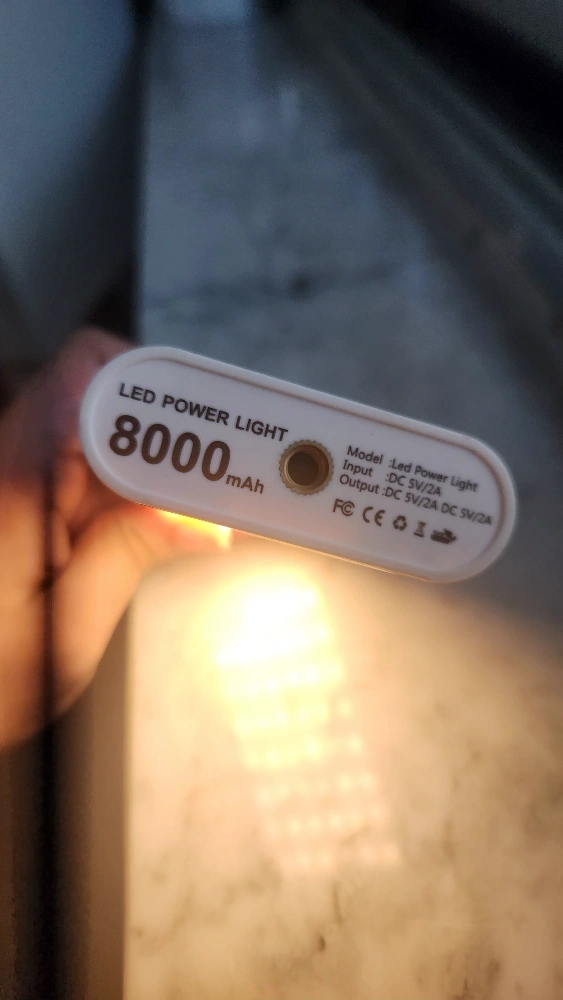 LED POWER LIGHT
8000mAh
Model :Led Power Light
Input :DC 5V/2A
Output :DC 5V/2A DC 5V/2A
FC CE